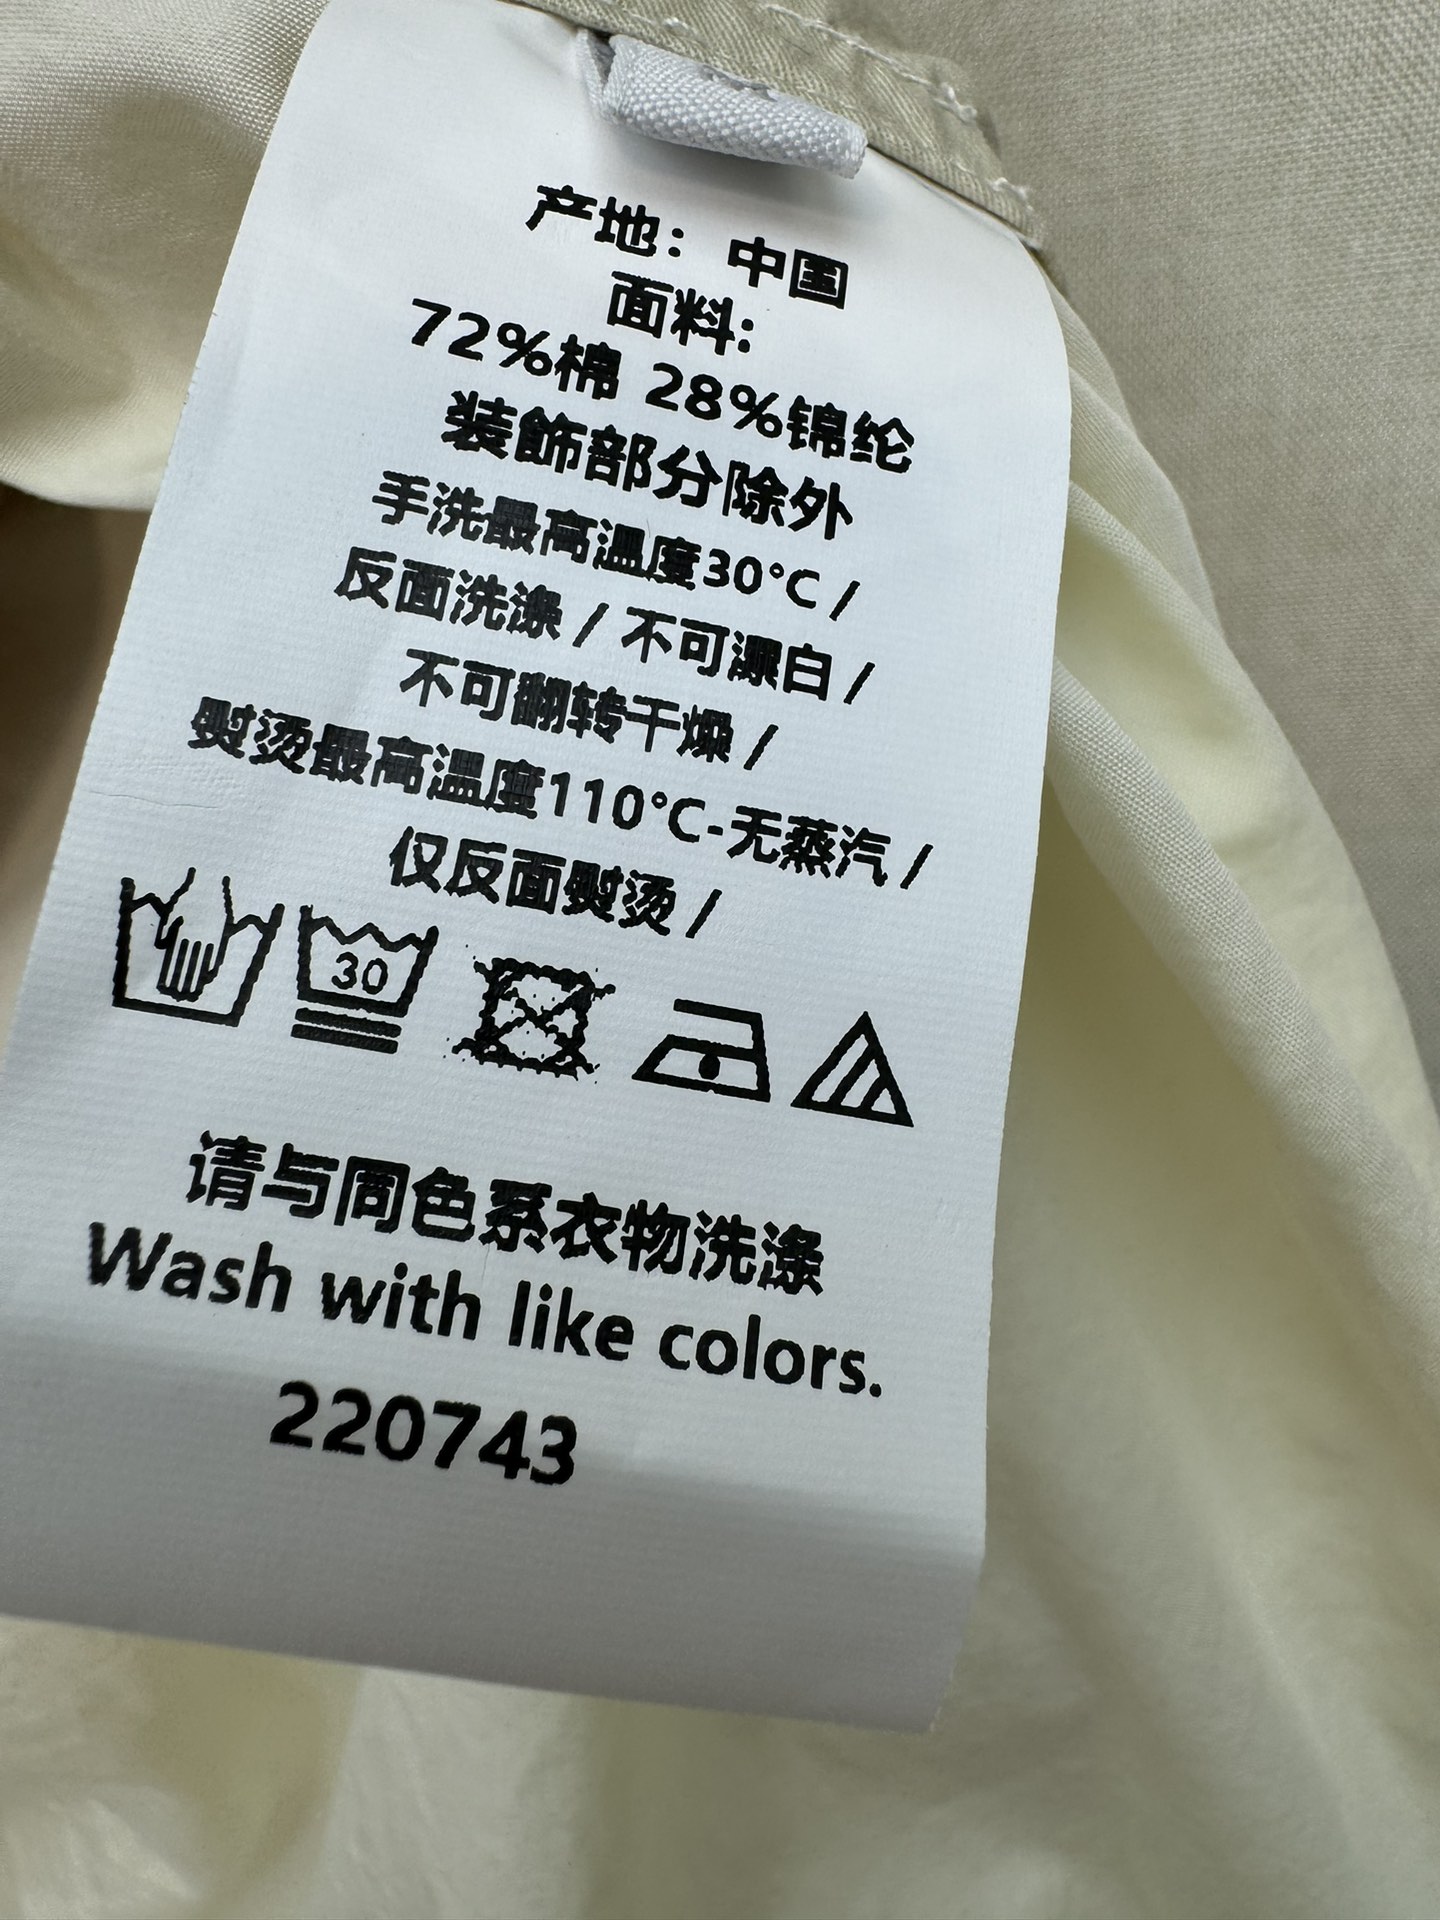 产地：中国
面料:
72%棉 28%锦纶
装飾部分除外
手洗最高温度30°C /
反面洗涤 / 不可漂白 /
不可翻转干燥 /
熨烫最高温度110°C-无蒸汽 /
仅反面熨烫 /
30
请与同色系衣物洗涤
Wash with like colors.
220743